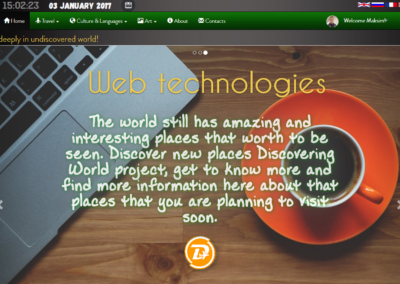 15:02:23 03 JANUARY 2017
Home Travel Culture & Languages Art About Contacts Welcome Maksim
deeply in undiscovered world!
Web technologies
The world still has amazing and
interesting places that worth to be
seen. Discover new places Discovering
World project, get to know more and
find more information here about that
places that you are planning to visit
soon.